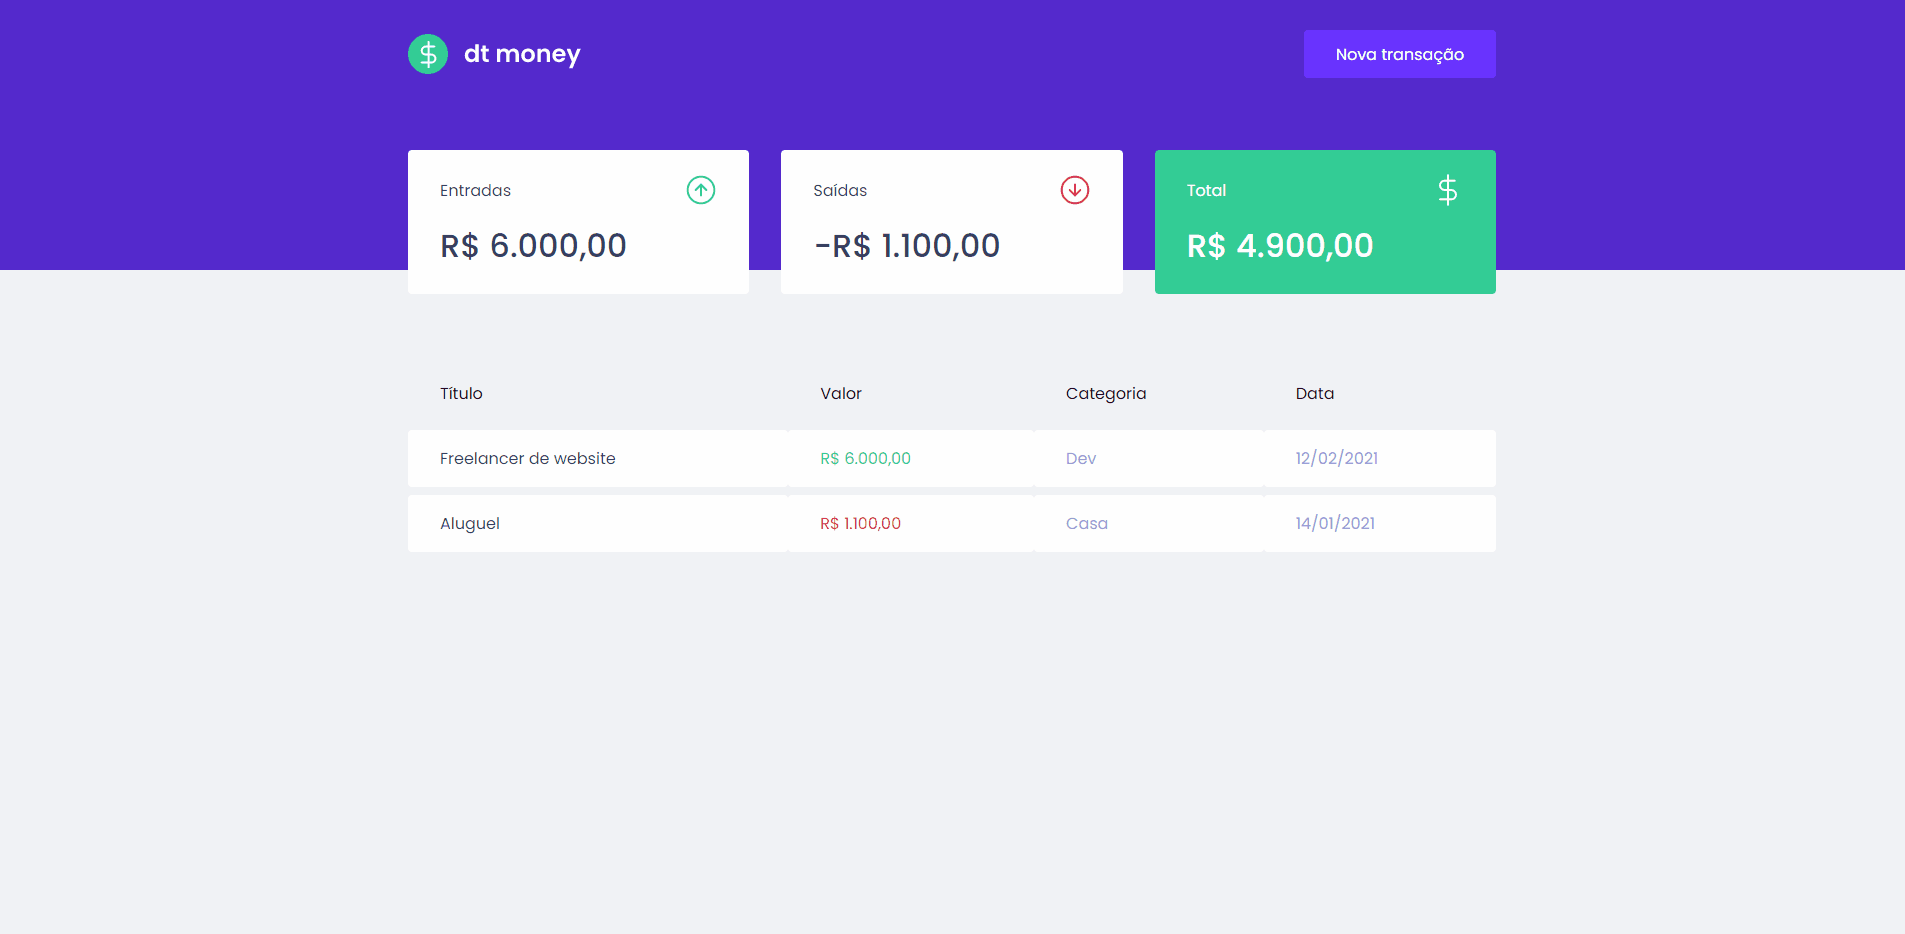 dt money
Nova transação
Entradas
R$ 6.000,00
Saídas
-R$ 1.100,00
Total
R$ 4.900,00
Título Valor Categoria Data
Freelancer de website R$ 6.000,00 Dev 12/02/2021
Aluguel R$ 1.100,00 Casa 14/01/2021